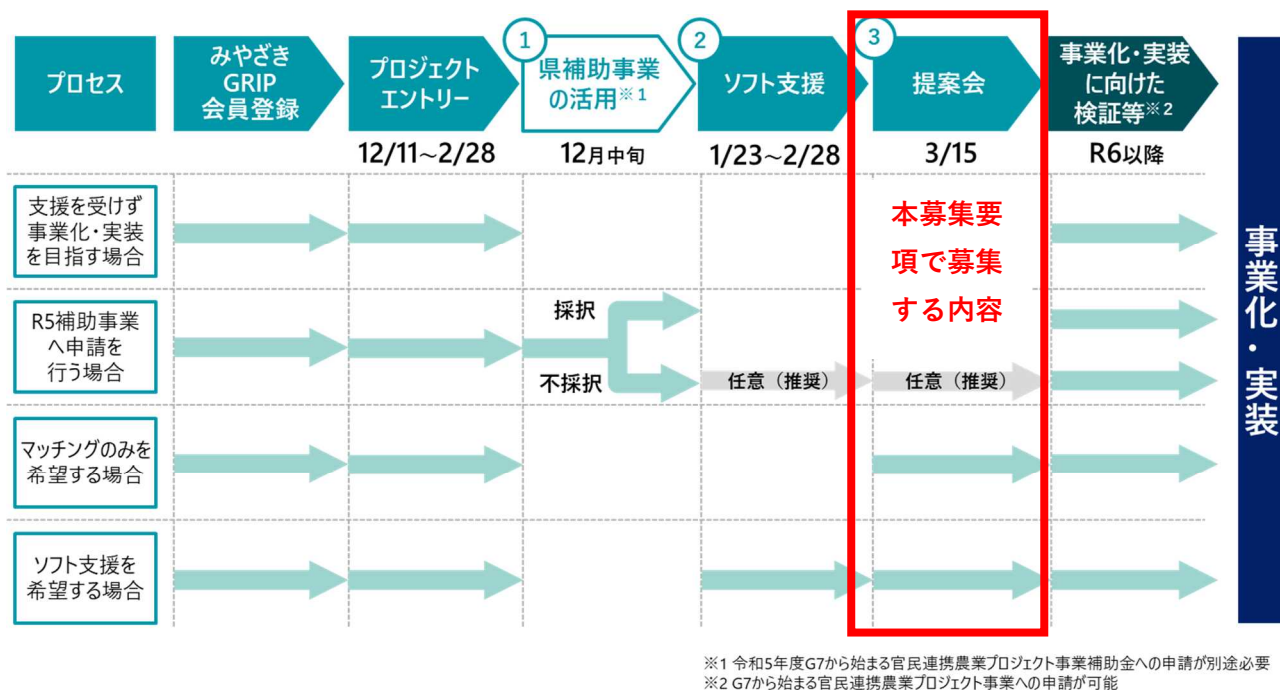 プロセス
みやざき
GRIP
会員登録
プロジェクト
エントリー
①
県補助事業
の活用※1
②
ソフト支援
③
提案会
事業化・実装
に向けた
検証等※2
12/11～2/28
12月中旬
1/23～2/28
3/15
R6以降
支援を受けず
事業化・実装
を目指す場合
本募集要
項で募集
する内容
R5補助事業
へ申請を
行う場合
採択
不採択
任意（推奨）
任意（推奨）
マッチングのみを
希望する場合
ソフト支援を
希望する場合
事業化・実装
※1 令和5年度G7から始まる官民連携農業プロジェクト事業補助金への申請が別途必要
※2 G7から始まる官民連携農業プロジェクト事業への申請が可能